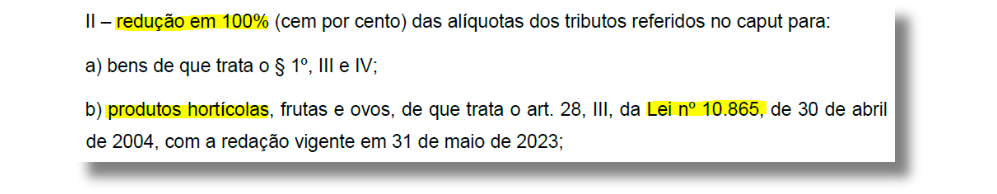 II – redução em 100% (cem por cento) das alíquotas dos tributos referidos no caput para:
a) bens de que trata o § 1º, III e IV;
b) produtos hortícolas, frutas e ovos, de que trata o art. 28, III, da Lei nº 10.865, de 30 de abril
de 2004, com a redação vigente em 31 de maio de 2023;